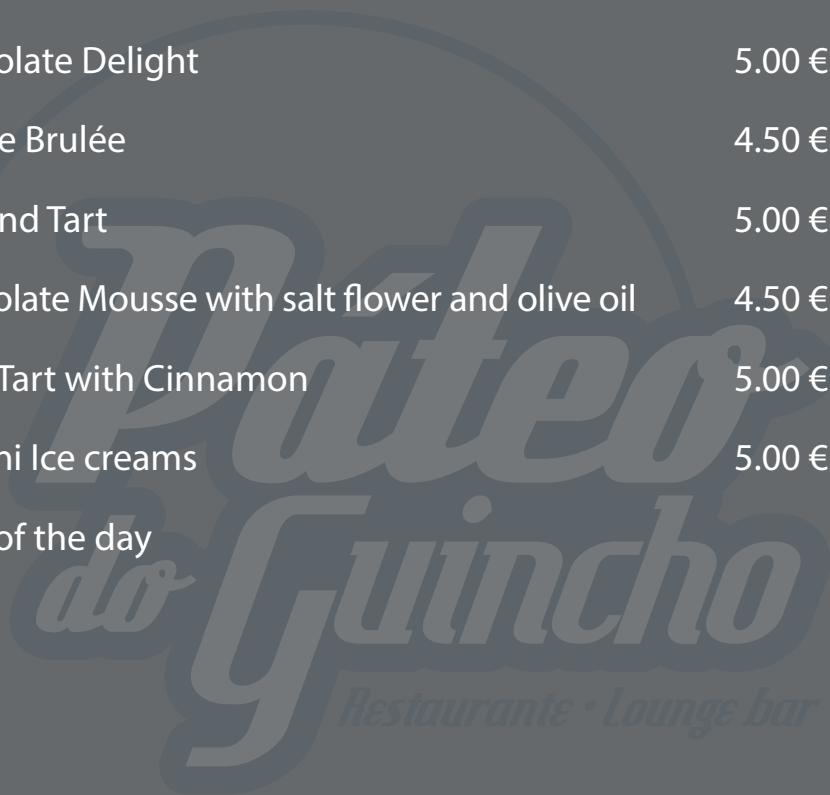 olate Delight 5.00 €
e Brulée 4.50 €
nd Tart 5.00 €
olate Mousse with salt flower and olive oil 4.50 €
Tart with Cinnamon 5.00 €
ni Ice creams 5.00 €
of the day
Páteo
do Guincho
Restaurante • Lounge bar